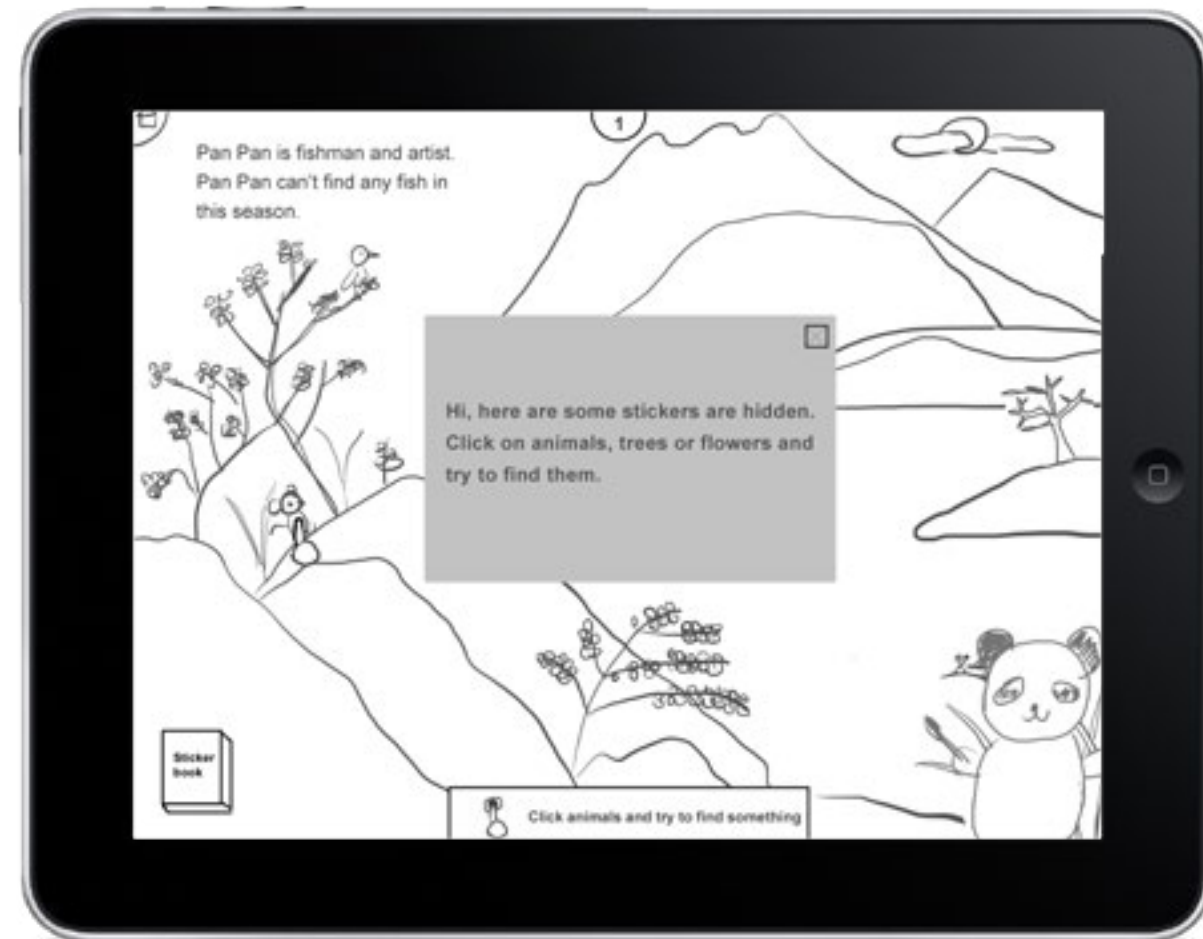 1
Pan Pan is fishman and artist.
Pan Pan can't find any fish in
this season.
Hi, here are some stickers are hidden.
Click on animals, trees or flowers and
try to find them.
Sticker
book
Click animals and try to find something